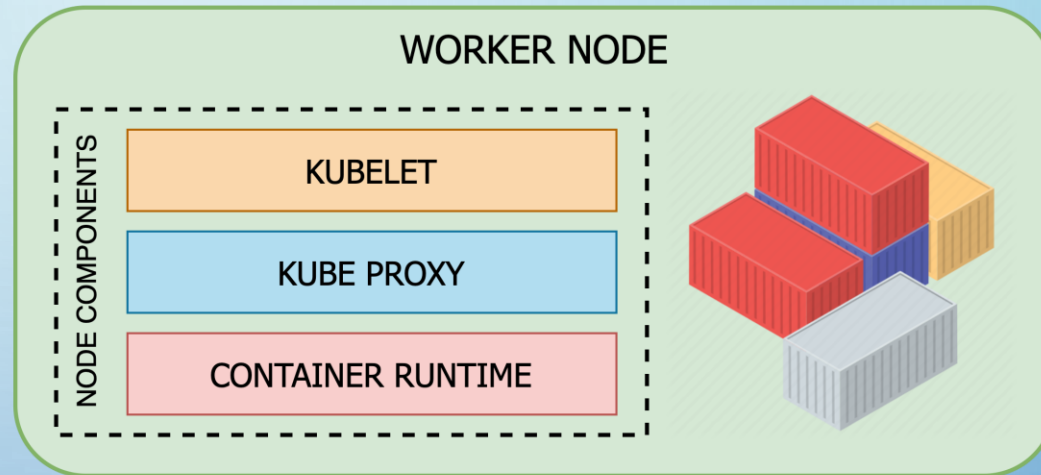 WORKER NODE
NODE COMPONENTS
KUBELET
KUBE PROXY
CONTAINER RUNTIME